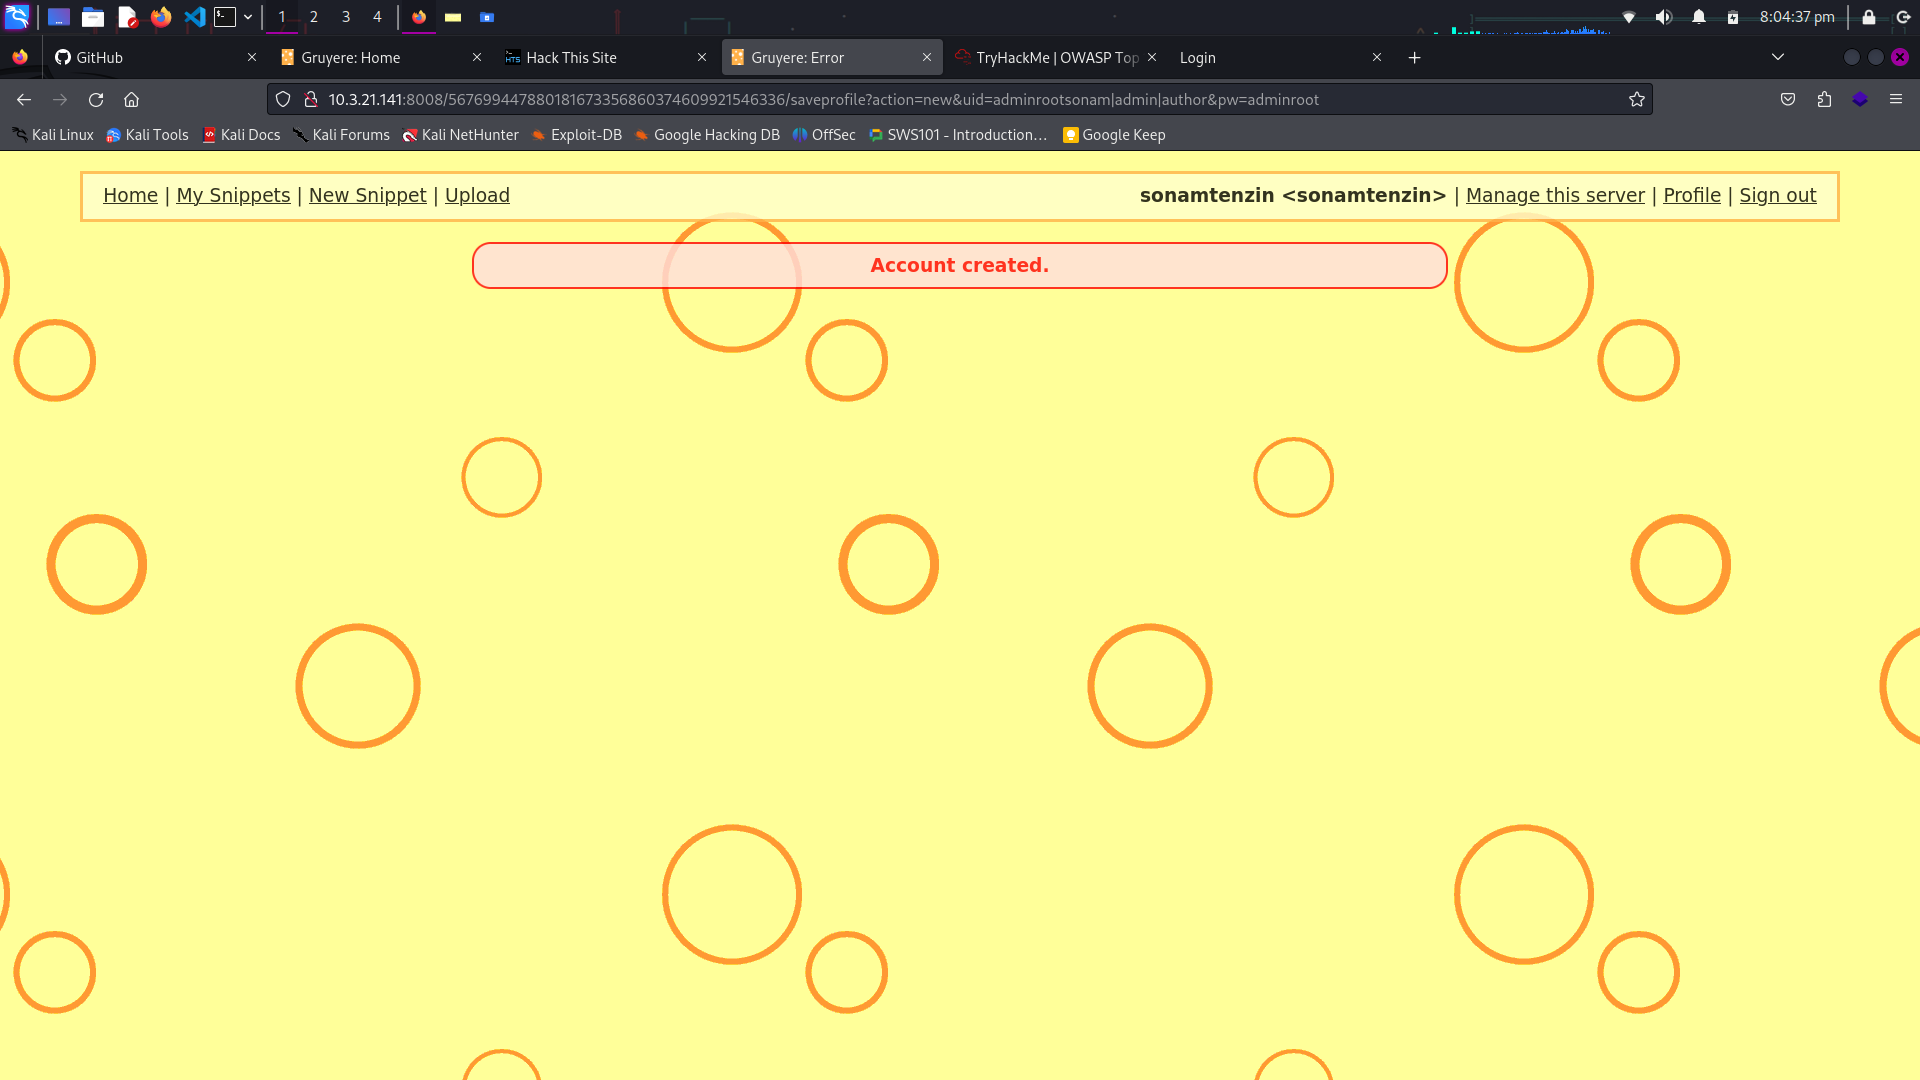 1 2 3 4 8:04:37 pm
GitHub Gruyere: Home Hack This Site Gruyere: Error TryHackMe | OWASP Top Login
10.3.21.141:8008/567699447880181673356860374609921546336/saveprofile?action=new&uid=adminrootsonam|admin|author&pw=adminroot
Kali Linux Kali Tools Kali Docs Kali Forums Kali NetHunter Exploit-DB Google Hacking DB OffSec SWS101 - Introduction… Google Keep
Home | My Snippets | New Snippet | Upload sonamtenzin <sonamtenzin> | Manage this server | Profile | Sign out
Account created.